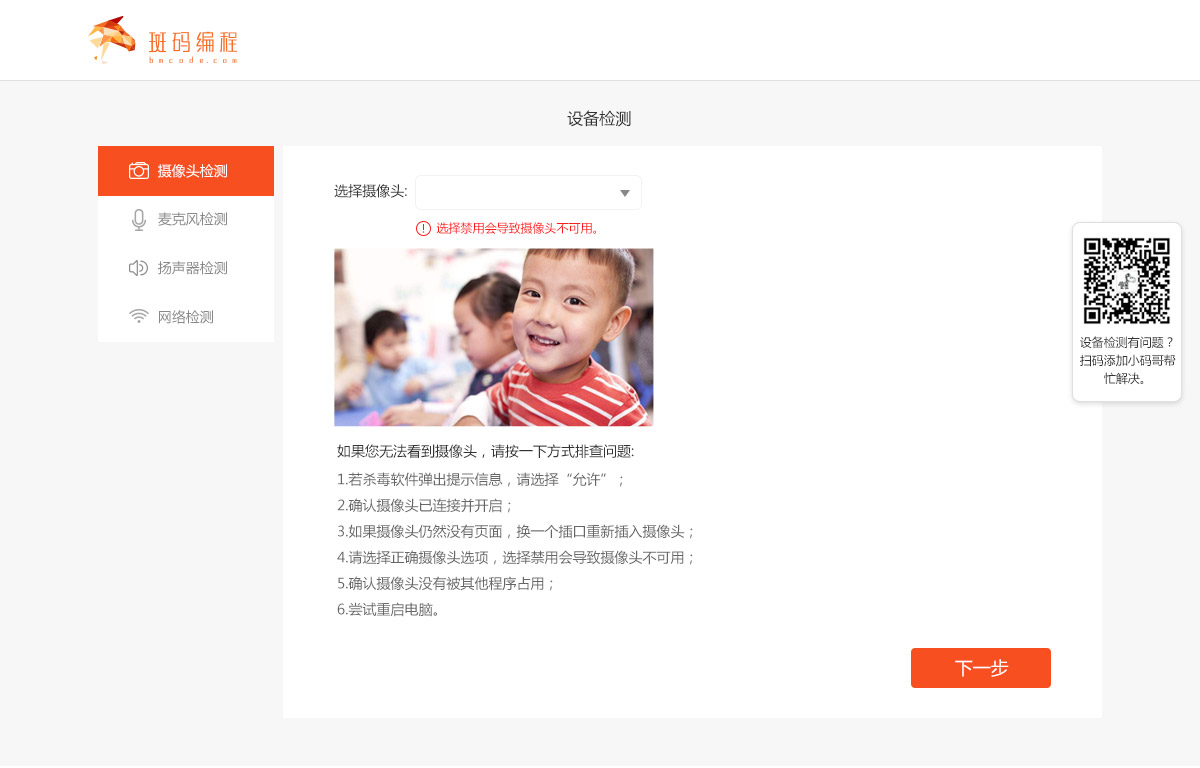 斑码编程
bmcode.com
设备检测
摄像头检测
麦克风检测
扬声器检测
网络检测
选择摄像头:
选择禁用会导致摄像头不可用。
如果您无法看到摄像头，请按一下方式排查问题:
1.若杀毒软件弹出提示信息，请选择“允许”；
2.确认摄像头已连接并开启；
3.如果摄像头仍然没有页面，换一个插口重新插入摄像头；
4.请选择正确摄像头选项，选择禁用会导致摄像头不可用；
5.确认摄像头没有被其他程序占用；
6.尝试重启电脑。
下一步
设备检测有问题？
扫码添加小码哥帮
忙解决。